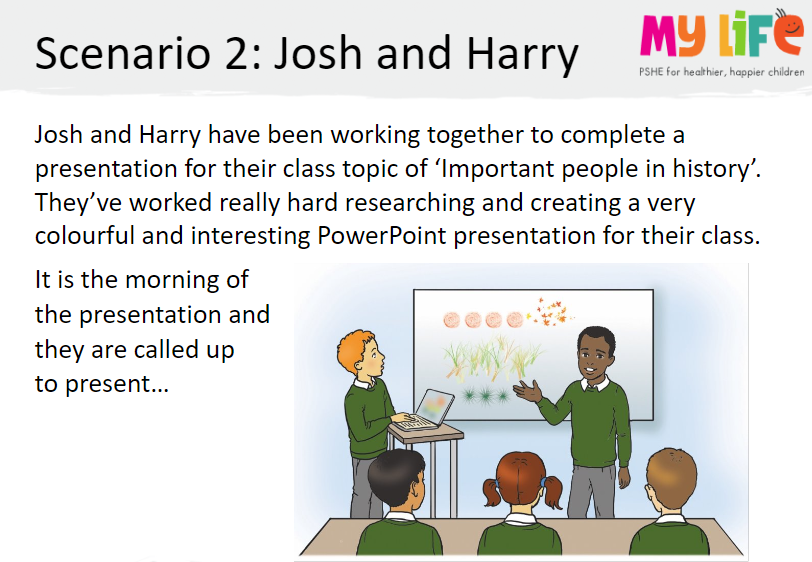 Scenario 2: Josh and Harry
My Life
PSHE for healthier, happier children
Josh and Harry have been working together to complete a
presentation for their class topic of ‘Important people in history’.
They’ve worked really hard researching and creating a very
colourful and interesting PowerPoint presentation for their class.
It is the morning of
the presentation and
they are called up
to present...